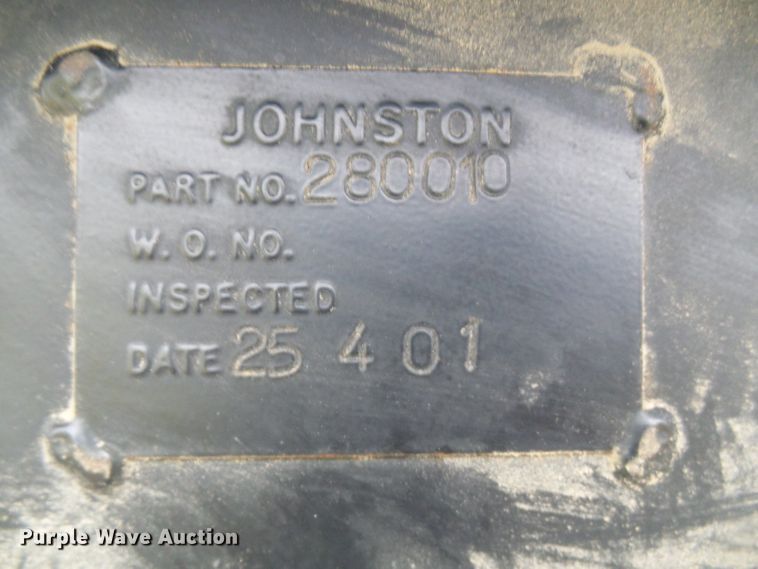 JOHNSTON
PART NO. 280010
W. O. NO.
INSPECTED
DATE 25 4 01
Purple Wave Auction®